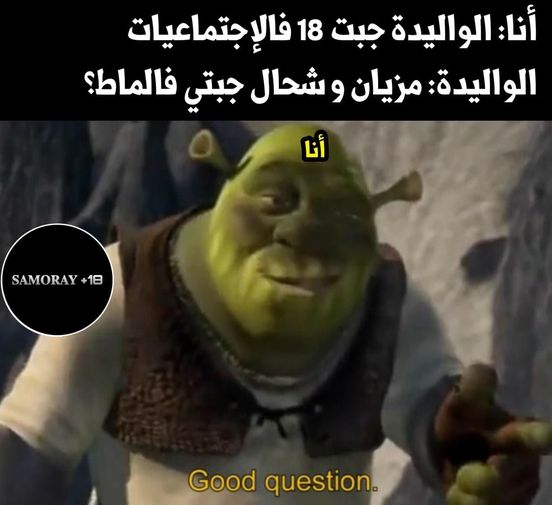 أنا: الواليدة جبت 18 فالإجتماعيات
الواليدة: مزيان و شحال جبتي فالماط؟
أنا
SAMORAY +18
Good question.